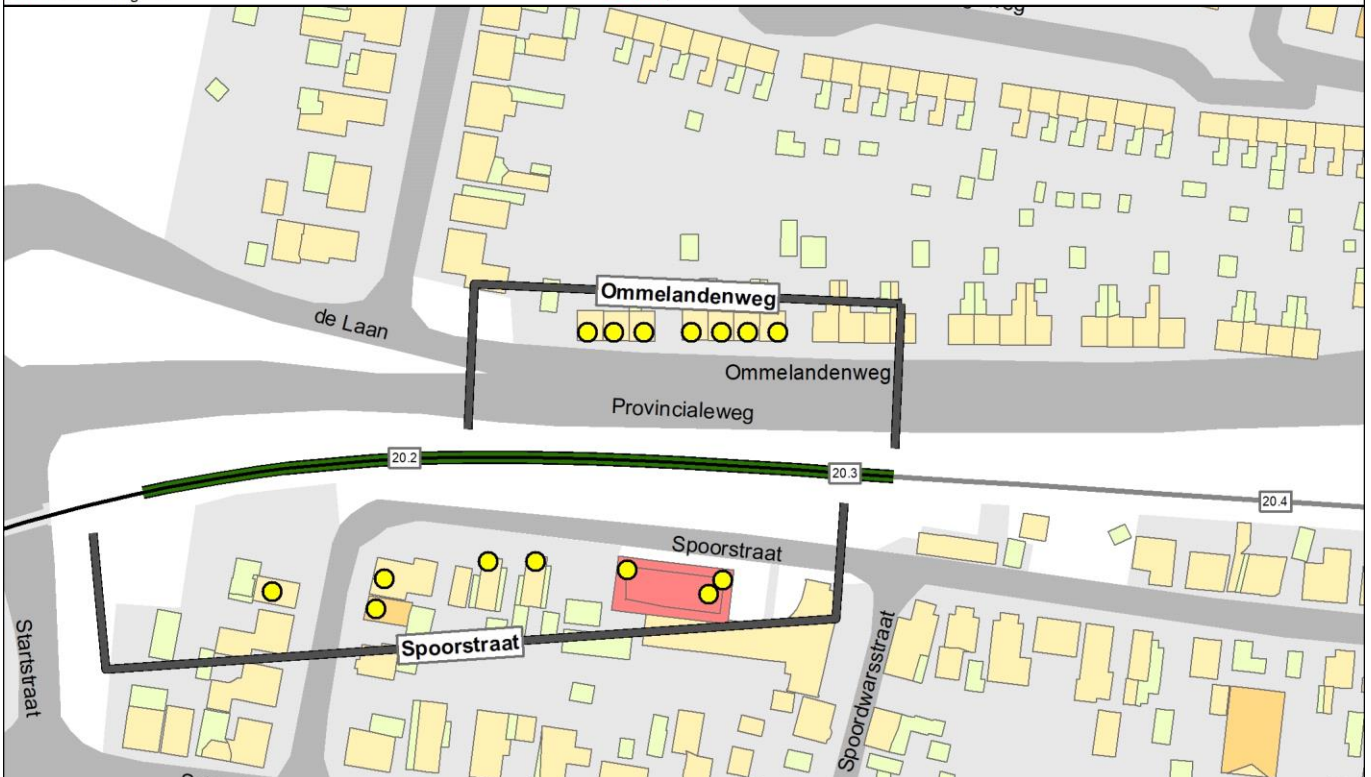 Ommelandenweg
de Laan
Ommelandenweg
Provincialeweg
20.2
20.3
20.4
Spoorstraat
Spoorstraat
Startstraat
Spoordwarsstraat